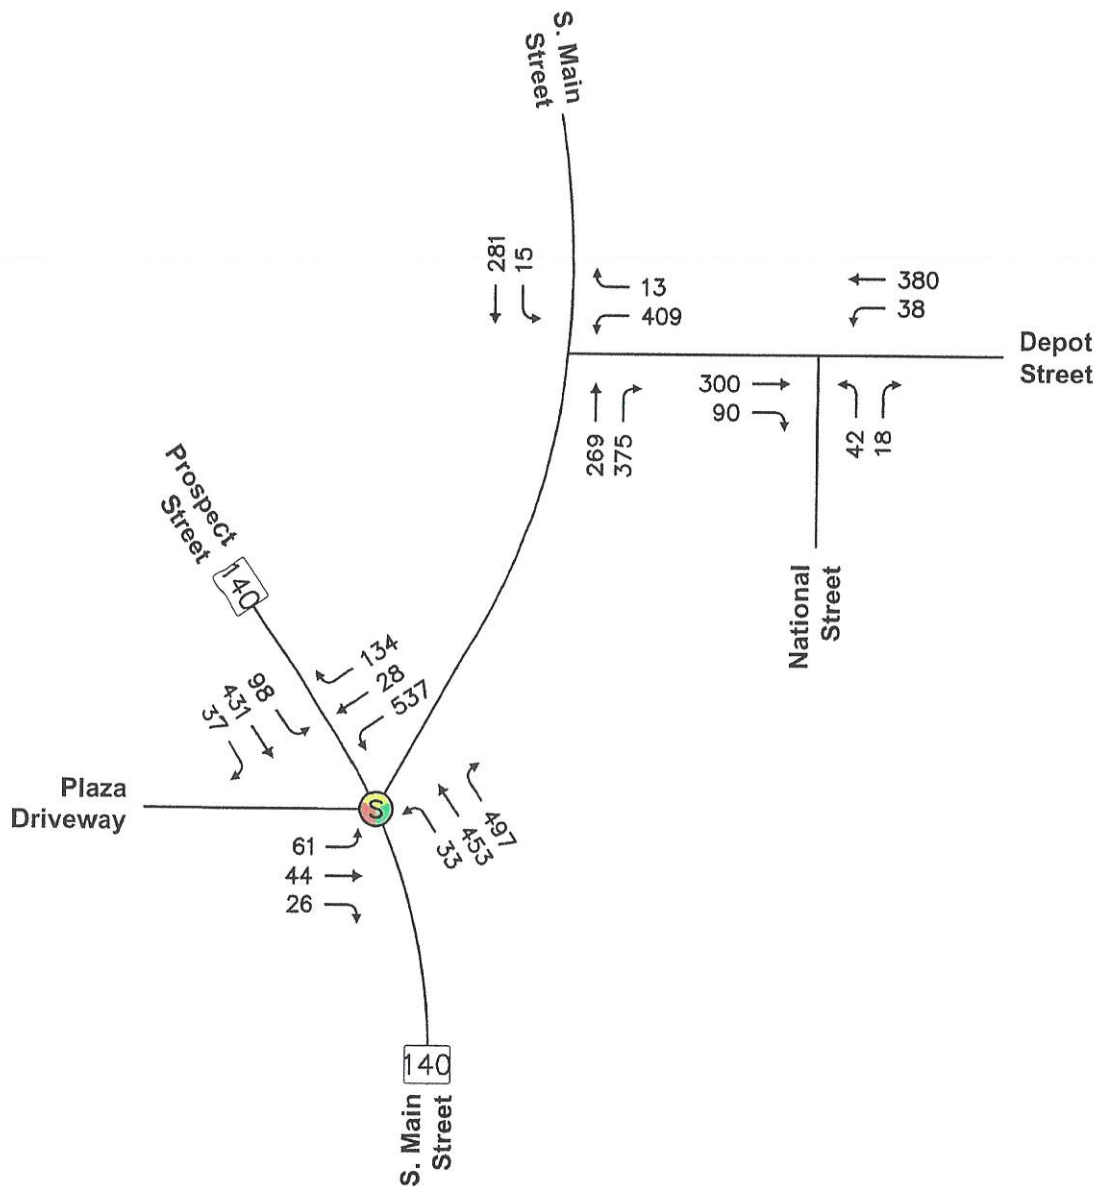 S. Main
Street
281
15
13
409
380
38
Depot
Street
300
90
269
375
42
18
National
Street
Prospect
Street
140
134
28
537
98
431
37
Plaza
Driveway
S
61
44
26
497
453
33
140
S. Main
Street